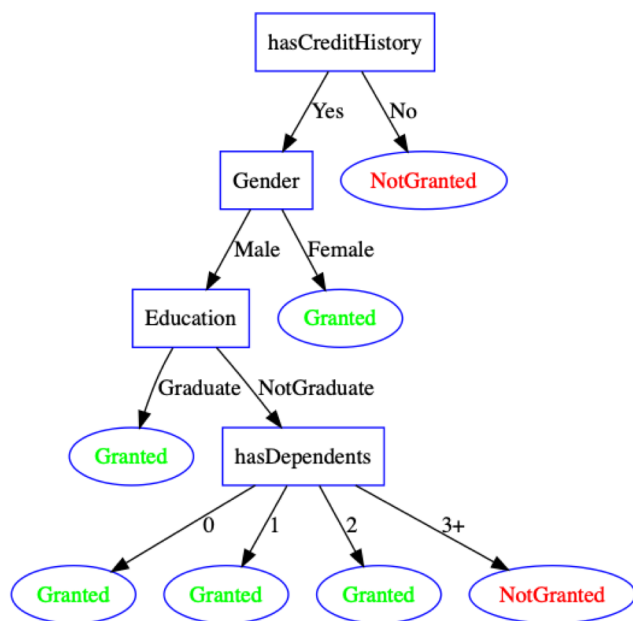 hasCreditHistory
Yes
No
Gender
NotGranted
Male
Female
Education
Granted
Graduate
NotGraduate
Granted
hasDependents
0
1
2
3+
Granted
Granted
Granted
NotGranted